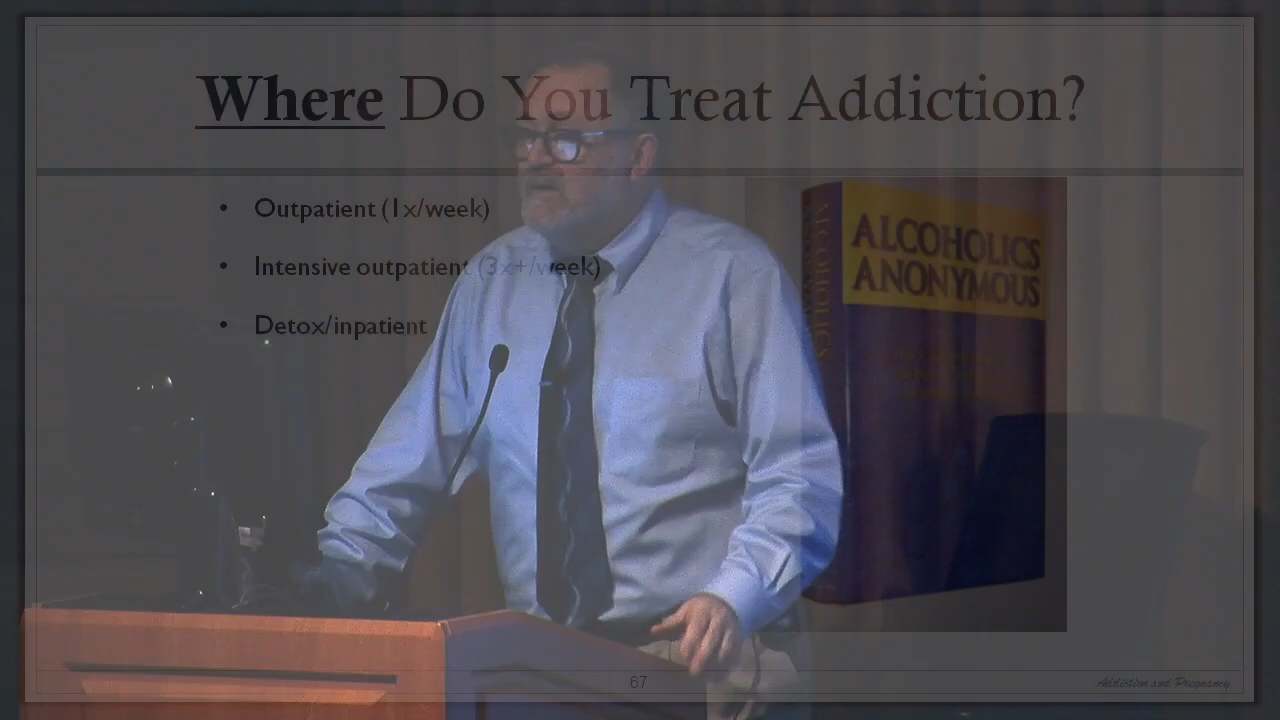 Where Do You Treat Addiction?
• Outpatient (1x/week)
• Intensive outpatient (3x+/week)
• Detox/inpatient
ALCOHOLICS
ANONYMOUS
ALCOHOLICS
67
Addiction and Pregnancy